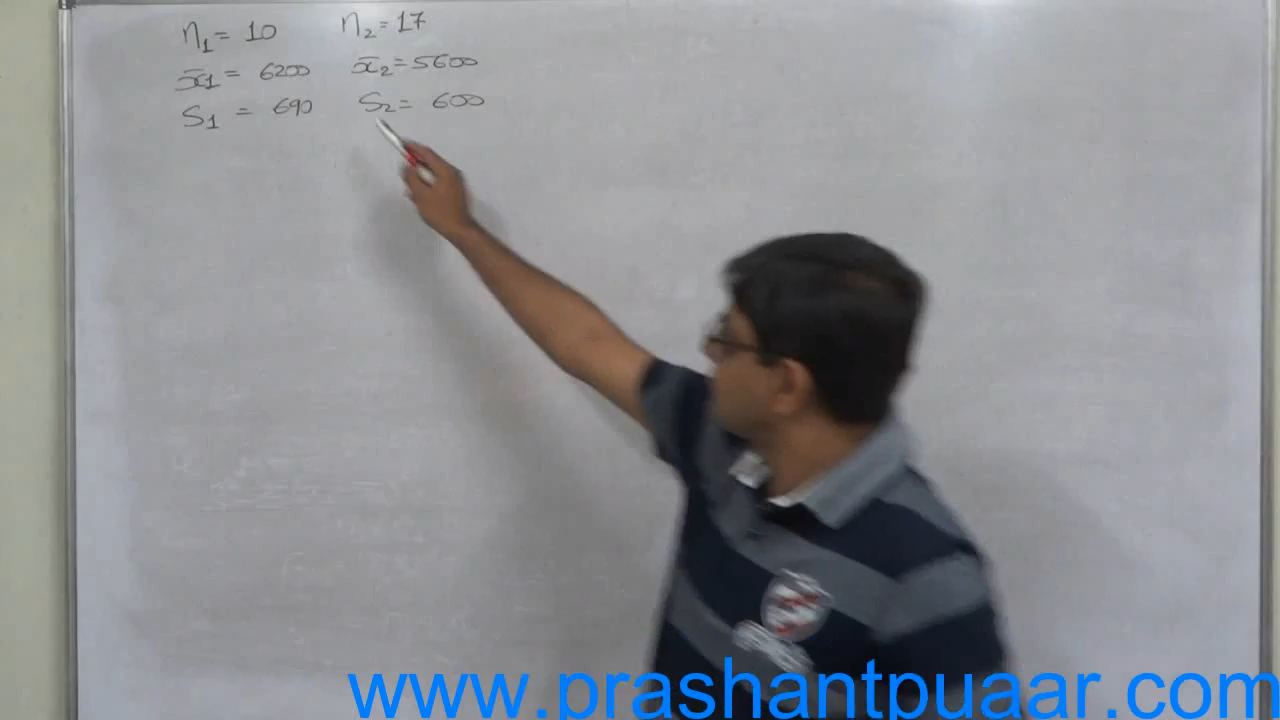 n₁ = 10 n₂ = 17
x̄₁ = 6200 x̄₂ = 5600
S₁ = 690 S₂ = 600
www.prashantpuaar.com